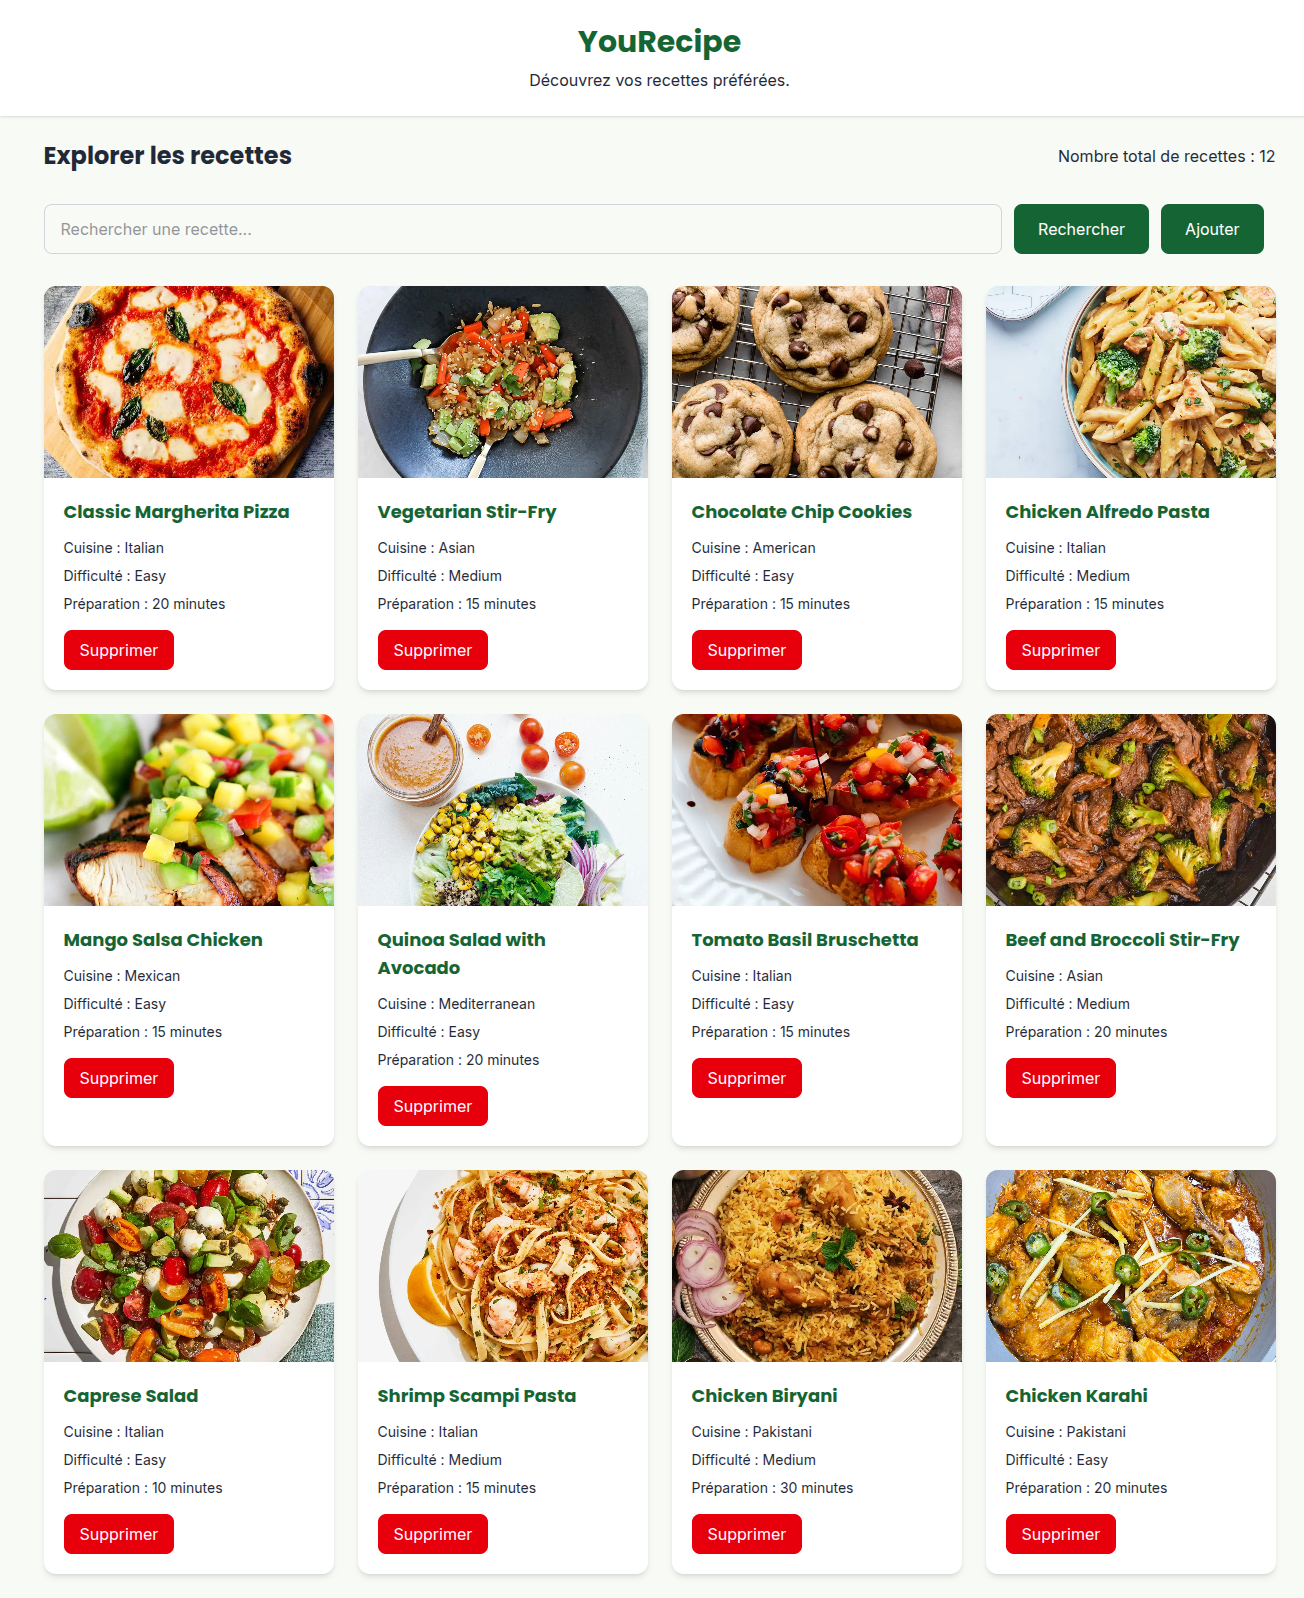 YouRecipe
Découvrez vos recettes préférées.
Explorer les recettes
Nombre total de recettes : 12
Rechercher une recette...
Rechercher
Ajouter
Classic Margherita Pizza
Cuisine : Italian
Difficulté : Easy
Préparation : 20 minutes
Supprimer
Vegetarian Stir-Fry
Cuisine : Asian
Difficulté : Medium
Préparation : 15 minutes
Supprimer
Chocolate Chip Cookies
Cuisine : American
Difficulté : Easy
Préparation : 15 minutes
Supprimer
Chicken Alfredo Pasta
Cuisine : Italian
Difficulté : Medium
Préparation : 15 minutes
Supprimer
Mango Salsa Chicken
Cuisine : Mexican
Difficulté : Easy
Préparation : 15 minutes
Supprimer
Quinoa Salad with
Avocado
Cuisine : Mediterranean
Difficulté : Easy
Préparation : 20 minutes
Supprimer
Tomato Basil Bruschetta
Cuisine : Italian
Difficulté : Easy
Préparation : 15 minutes
Supprimer
Beef and Broccoli Stir-Fry
Cuisine : Asian
Difficulté : Medium
Préparation : 20 minutes
Supprimer
Caprese Salad
Cuisine : Italian
Difficulté : Easy
Préparation : 10 minutes
Supprimer
Shrimp Scampi Pasta
Cuisine : Italian
Difficulté : Medium
Préparation : 15 minutes
Supprimer
Chicken Biryani
Cuisine : Pakistani
Difficulté : Medium
Préparation : 30 minutes
Supprimer
Chicken Karahi
Cuisine : Pakistani
Difficulté : Easy
Préparation : 20 minutes
Supprimer